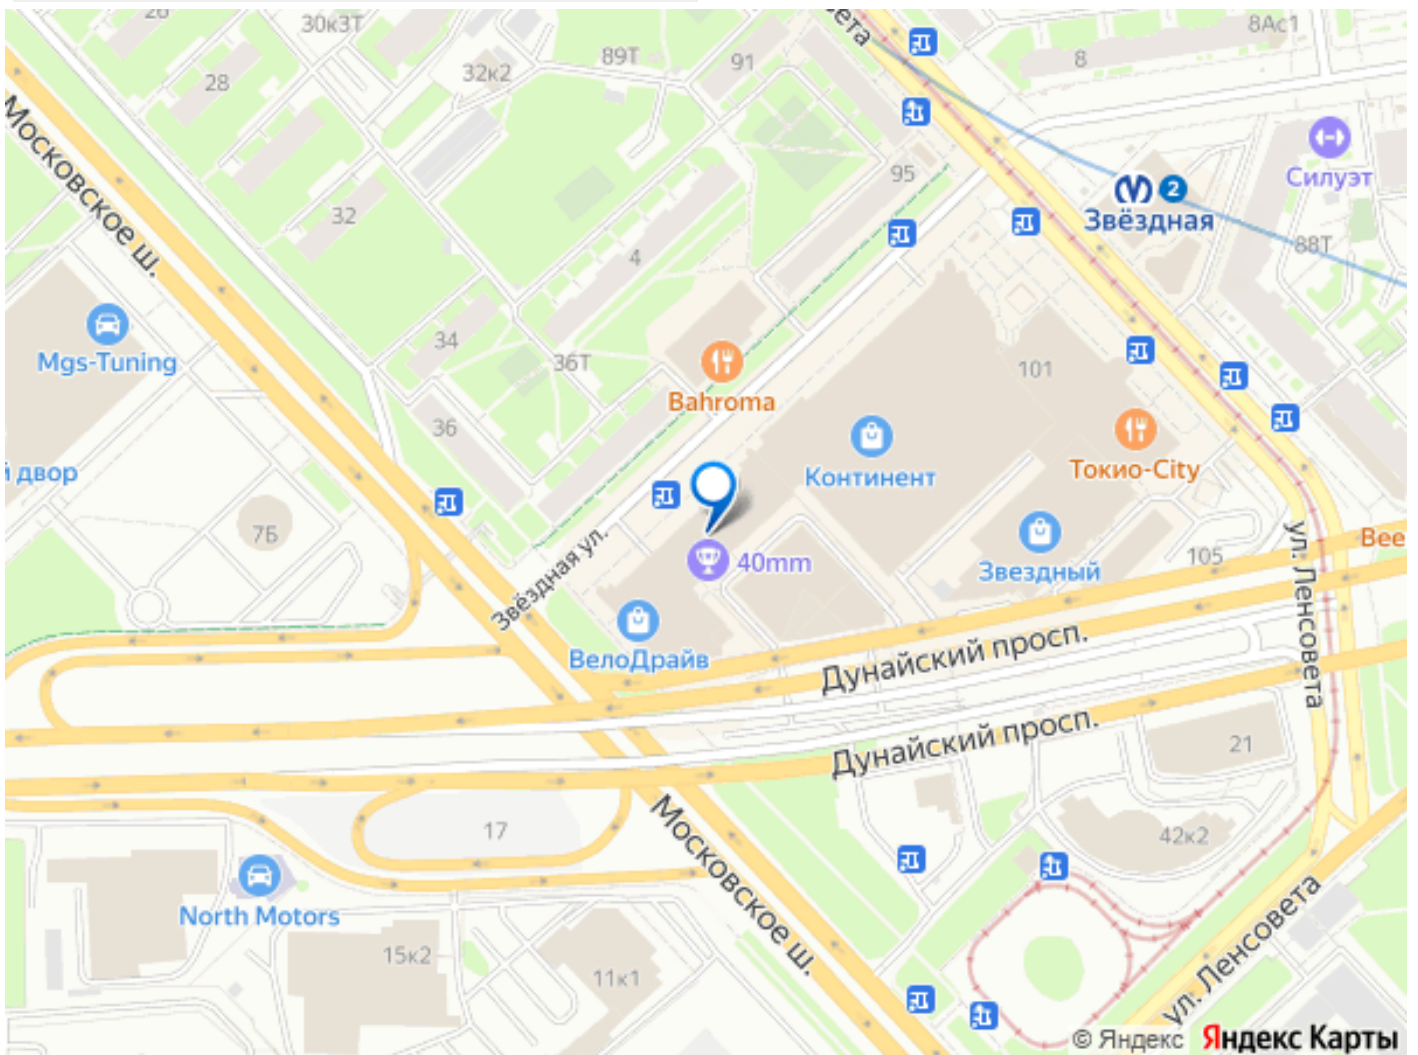 30к3Т
89Т
91
8Ас1
8
28
32к2
Московское ш.
95
Силуэт
2
Звёздная
32
4
88Т
Mgs-Tuning
34
36Т
101
Bahroma
36
Континент
Токио-City
й двор
7Б
Звёздная ул.
40mm
Звездный
105
Bee
ул. Ленсовета
ВелоДрайв
Дунайский просп.
Дунайский просп.
21
17
Московское ш.
42к2
North Motors
15к2
11к1
ул. Ленсовета
© Яндекс Яндекс Карты